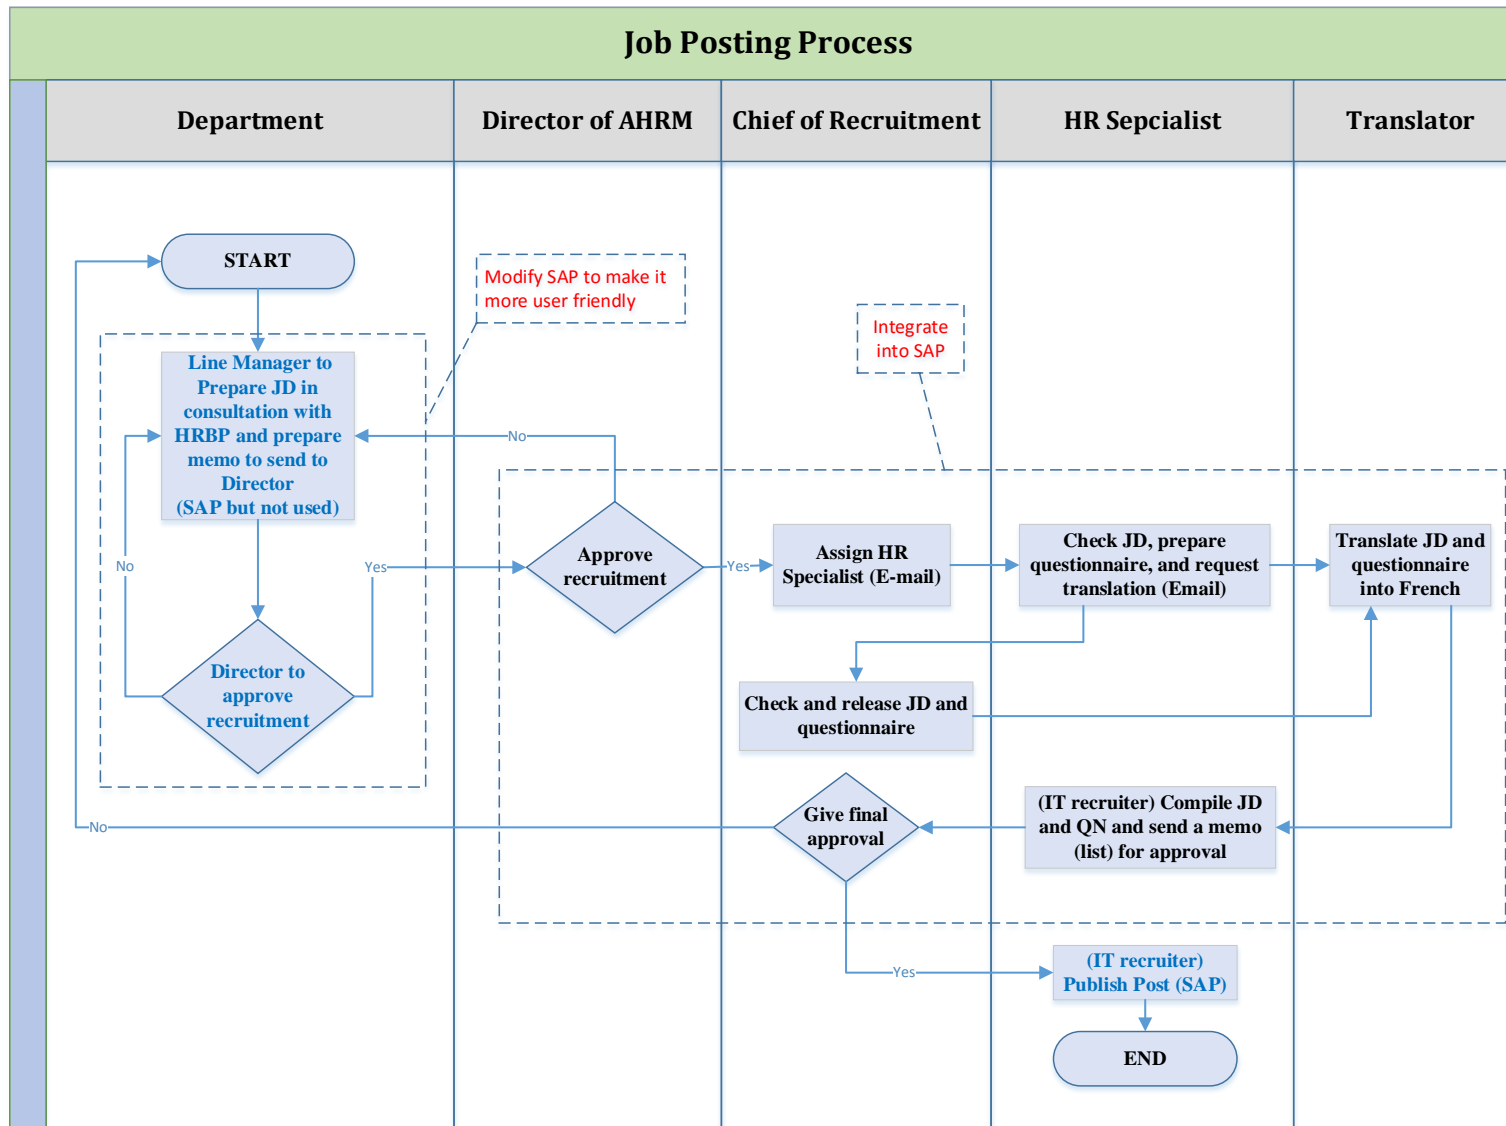 Job Posting Process
Department
Director of AHRM
Chief of Recruitment
HR Sepcialist
Translator
START
Modify SAP to make it
more user friendly
Integrate
into SAP
Line Manager to
Prepare JD in
consultation with
HRBP and prepare
memo to send to
Director
(SAP but not used)
No
No
Yes
Approve
recruitment
Yes
Assign HR
Specialist (E-mail)
Check JD, prepare
questionnaire, and request
translation (Email)
Translate JD and
questionnaire
into French
Director to
approve
recruitment
Check and release JD and
questionnaire
No
Give final
approval
(IT recruiter) Compile JD
and QN and send a memo
(list) for approval
Yes
(IT recruiter)
Publish Post (SAP)
END